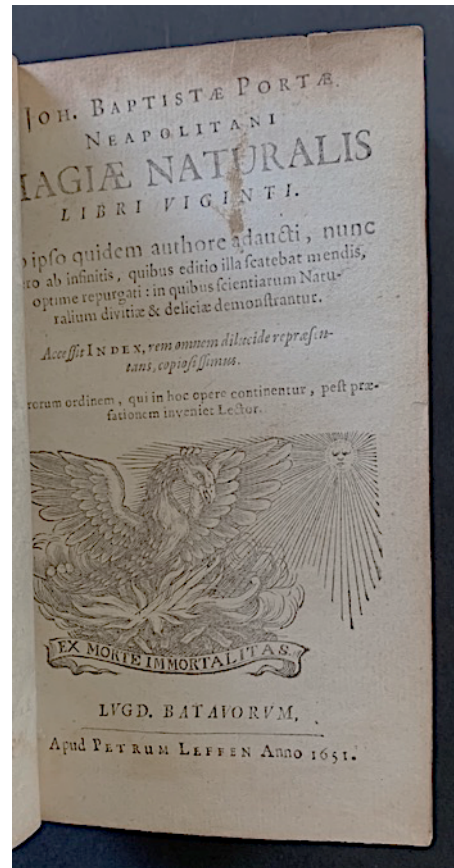 JOH. BAPTISTÆ PORTÆ
NEAPOLITANI
MAGIÆ NATURALIS
LIBRI VIGINTI.
ipſo quidem authore adaucti, nunc
ab infinitis, quibus editio illa ſcatebat mendis,
optime repurgati : in quibus ſcientiarum Natu-
ralium divitiæ & deliciæ demonſtrantur.
Acceſſit INDEX, rem omnem dilucide repræſen-
tans, copioſiſſimus.
rerum ordinem, qui in hoc opere continentur, poſt præ-
fationem inveniet Lector.
EX MORTE IMMORTALITAS.
LVGD. BATAVORVM,
Apud PETRUM LEFFEN Anno 1651.